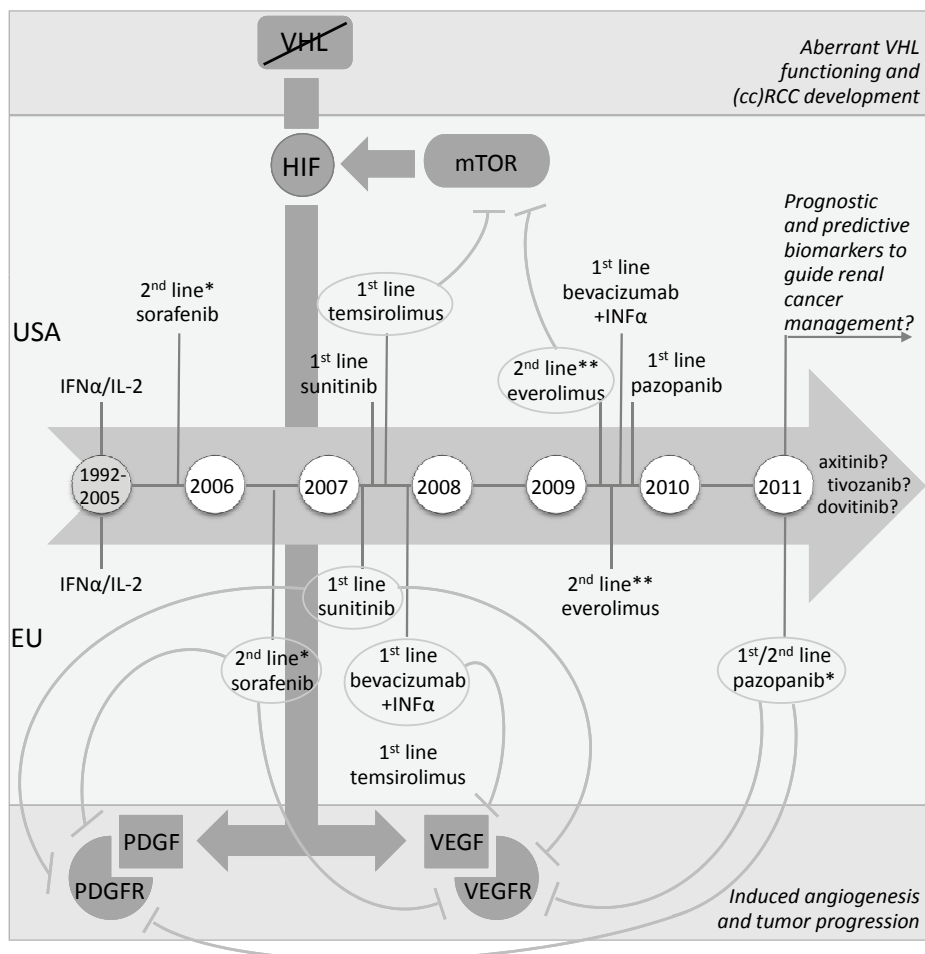 VHL
Aberrant VHL
functioning and
(cc)RCC development
HIF
mTOR
Prognostic
and predictive
biomarkers to
guide renal
cancer
management?
2nd line*
sorafenib
1st line
temsirolimus
1st line
bevacizumab
+INFα
USA
1st line
sunitinib
2nd line**
everolimus
1st line
pazopanib
IFNα/IL-2
1992-
2005
2006
2007
2008
2009
2010
2011
axitinib?
tivozanib?
dovitinib?
IFNα/IL-2
1st line
sunitinib
2nd line**
everolimus
EU
2nd line*
sorafenib
1st line
bevacizumab
+INFα
1st/2nd line
pazopanib*
1st line
temsirolimus
PDGF
PDGFR
VEGF
VEGFR
Induced angiogenesis
and tumor progression